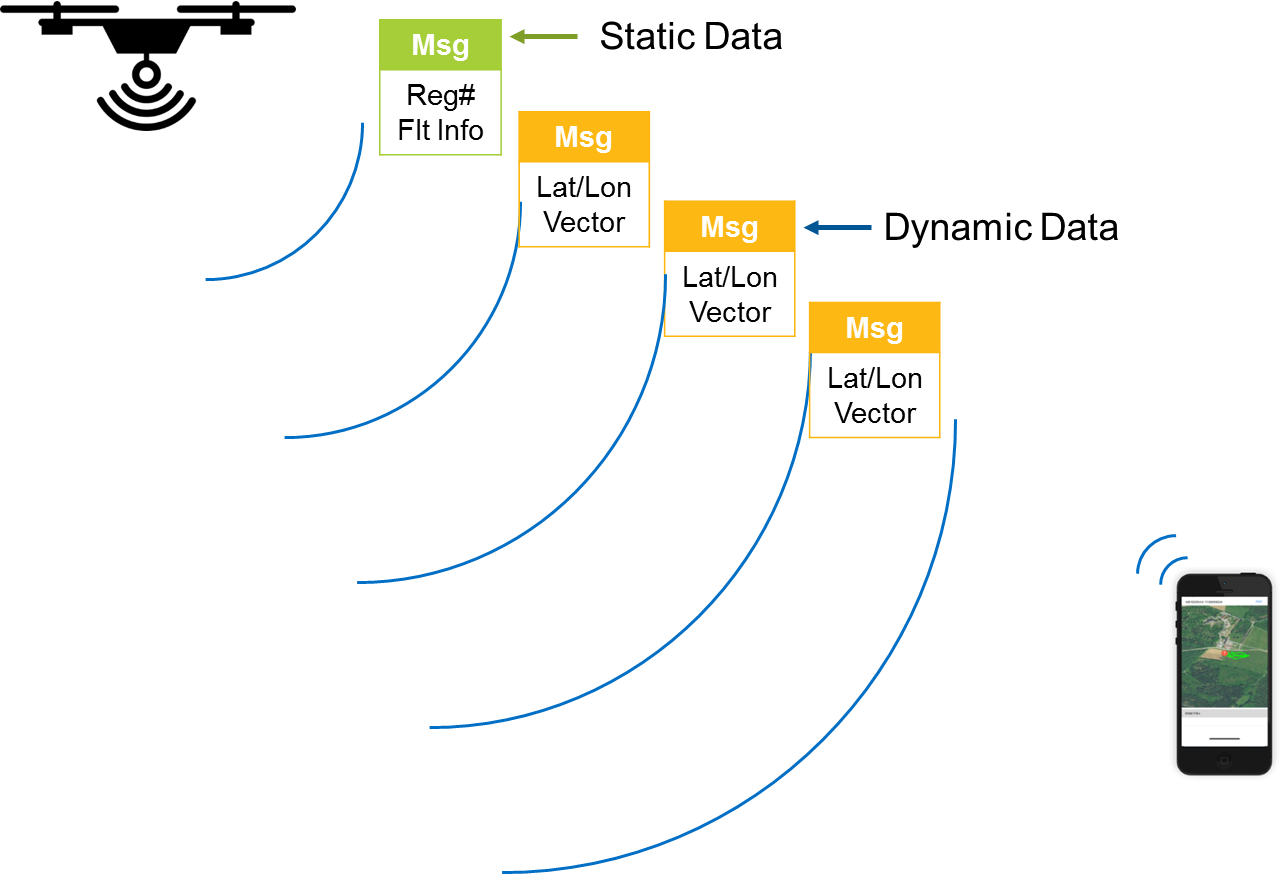 Msg
Static Data
Reg#
Flt Info
Msg
Lat/Lon
Vector
Msg
Dynamic Data
Lat/Lon
Vector
Msg
Lat/Lon
Vector